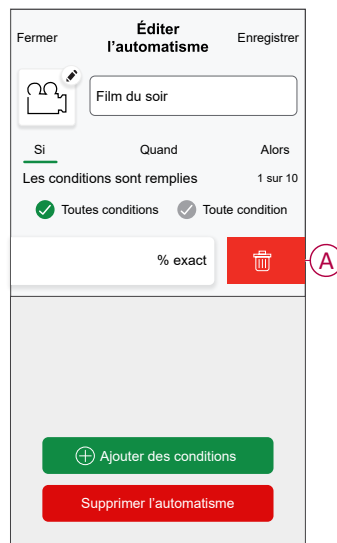 Fermer
Éditer
l’automatisme
Enregistrer
Film du soir
Si
Quand
Alors
Les conditions sont remplies
1 sur 10
Toutes conditions
Toute condition
% exact
A
Ajouter des conditions
Supprimer l’automatisme